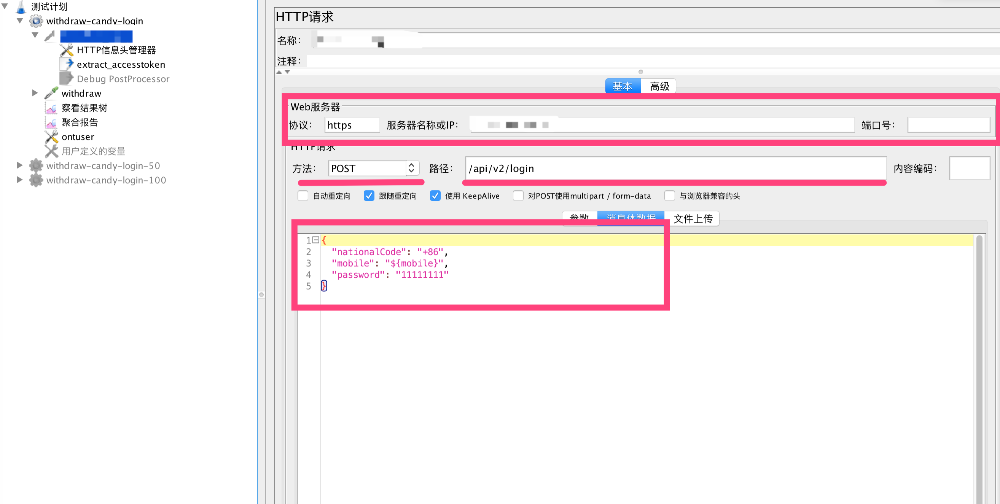 测试计划
withdraw-candy-login
HTTP信息头管理器
extract_accesstoken
Debug PostProcessor
withdraw
察看结果树
聚合报告
ontuser
用户定义的变量
withdraw-candy-login-50
withdraw-candy-login-100
HTTP请求
名称：
注释：
基本 高级
Web服务器
协议： https 服务器名称或IP： 端口号：
HTTP请求
方法： POST 路径： /api/v2/login 内容编码：
自动重定向 跟随重定向 使用 KeepAlive 对POST使用multipart / form-data 与浏览器兼容的头
参数 消息体数据 文件上传
1 {
2 "nationalCode": "+86",
3 "mobile": "${mobile}",
4 "password": "11111111"
5 }